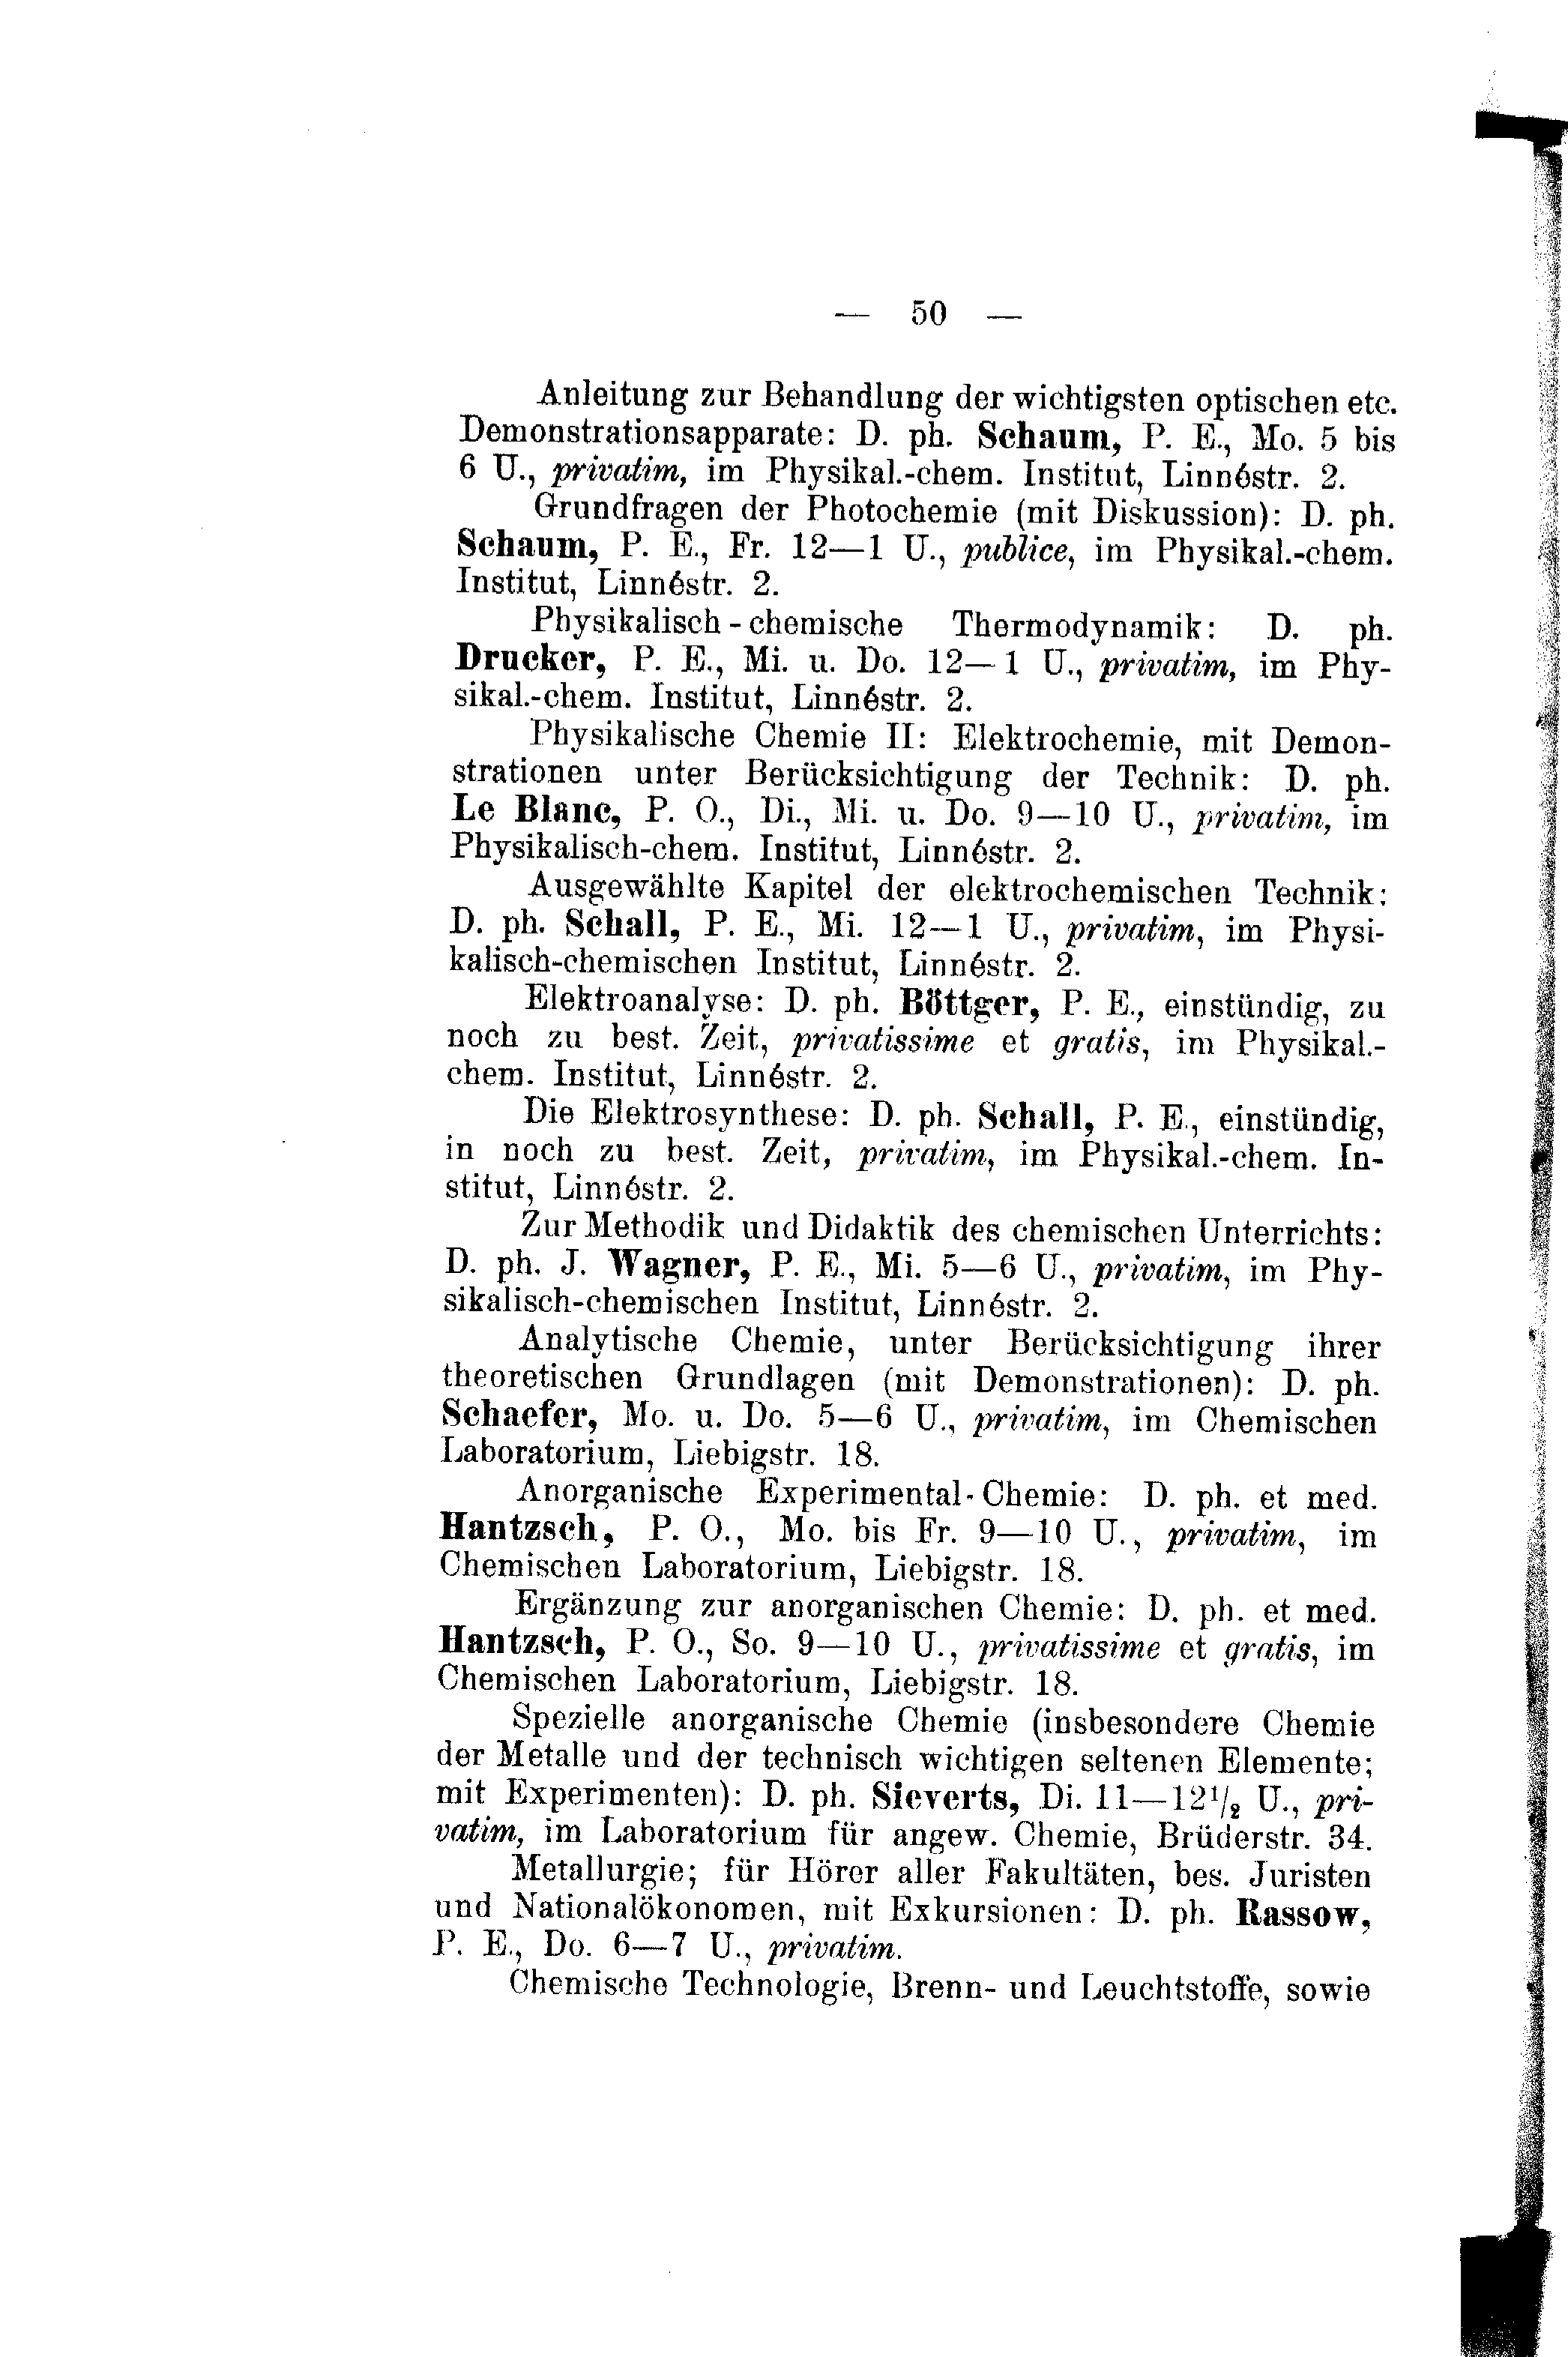 — 50 —
Anleitung zur Behandlung der wichtigsten optischen etc.
Demonstrationsapparate: D. ph. Schaum, P. E., Mo. 5 bis
6 U., privatim, im Physikal.-chem. Institut, Linnéstr. 2.
Grundfragen der Photochemie (mit Diskussion): D. ph.
Schaum, P. E., Fr. 12—1 U., publice, im Physikal.-chem.
Institut, Linnéstr. 2.
Physikalisch-chemische Thermodynamik: D. ph.
Drucker, P. E., Mi. u. Do. 12—1 U., privatim, im Phy-
sikal.-chem. Institut, Linnéstr. 2.
Physikalische Chemie II: Elektrochemie, mit Demon-
strationen unter Berücksichtigung der Technik: D. ph.
Le Blanc, P. O., Di., Mi. u. Do. 9—10 U., privatim, im
Physikalisch-chem. Institut, Linnéstr. 2.
Ausgewählte Kapitel der elektrochemischen Technik:
D. ph. Schall, P. E., Mi. 12—1 U., privatim, im Physi-
kalisch-chemischen Institut, Linnéstr. 2.
Elektroanalyse: D. ph. Böttger, P. E., einstündig, zu
noch zu best. Zeit, privatissime et gratis, im Physikal.-
chem. Institut, Linnéstr. 2.
Die Elektrosynthese: D. ph. Schall, P. E., einstündig,
in noch zu best. Zeit, privatim, im Physikal.-chem. In-
stitut, Linnéstr. 2.
Zur Methodik und Didaktik des chemischen Unterrichts:
D. ph. J. Wagner, P. E., Mi. 5—6 U., privatim, im Phy-
sikalisch-chemischen Institut, Linnéstr. 2.
Analytische Chemie, unter Berücksichtigung ihrer
theoretischen Grundlagen (mit Demonstrationen): D. ph.
Schaefer, Mo. u. Do. 5—6 U., privatim, im Chemischen
Laboratorium, Liebigstr. 18.
Anorganische Experimental-Chemie: D. ph. et med.
Hantzsch, P. O., Mo. bis Fr. 9—10 U., privatim, im
Chemischen Laboratorium, Liebigstr. 18.
Ergänzung zur anorganischen Chemie: D. ph. et med.
Hantzsch, P. O., So. 9—10 U., privatissime et gratis, im
Chemischen Laboratorium, Liebigstr. 18.
Spezielle anorganische Chemie (insbesondere Chemie
der Metalle und der technisch wichtigen seltenen Elemente;
mit Experimenten): D. ph. Sieverts, Di. 11—12½ U., pri-
vatim, im Laboratorium für angew. Chemie, Brüderstr. 34.
Metallurgie; für Hörer aller Fakultäten, bes. Juristen
und Nationalökonomen, mit Exkursionen: D. ph. Rassow,
P. E., Do. 6—7 U., privatim.
Chemische Technologie, Brenn- und Leuchtstoffe, sowie